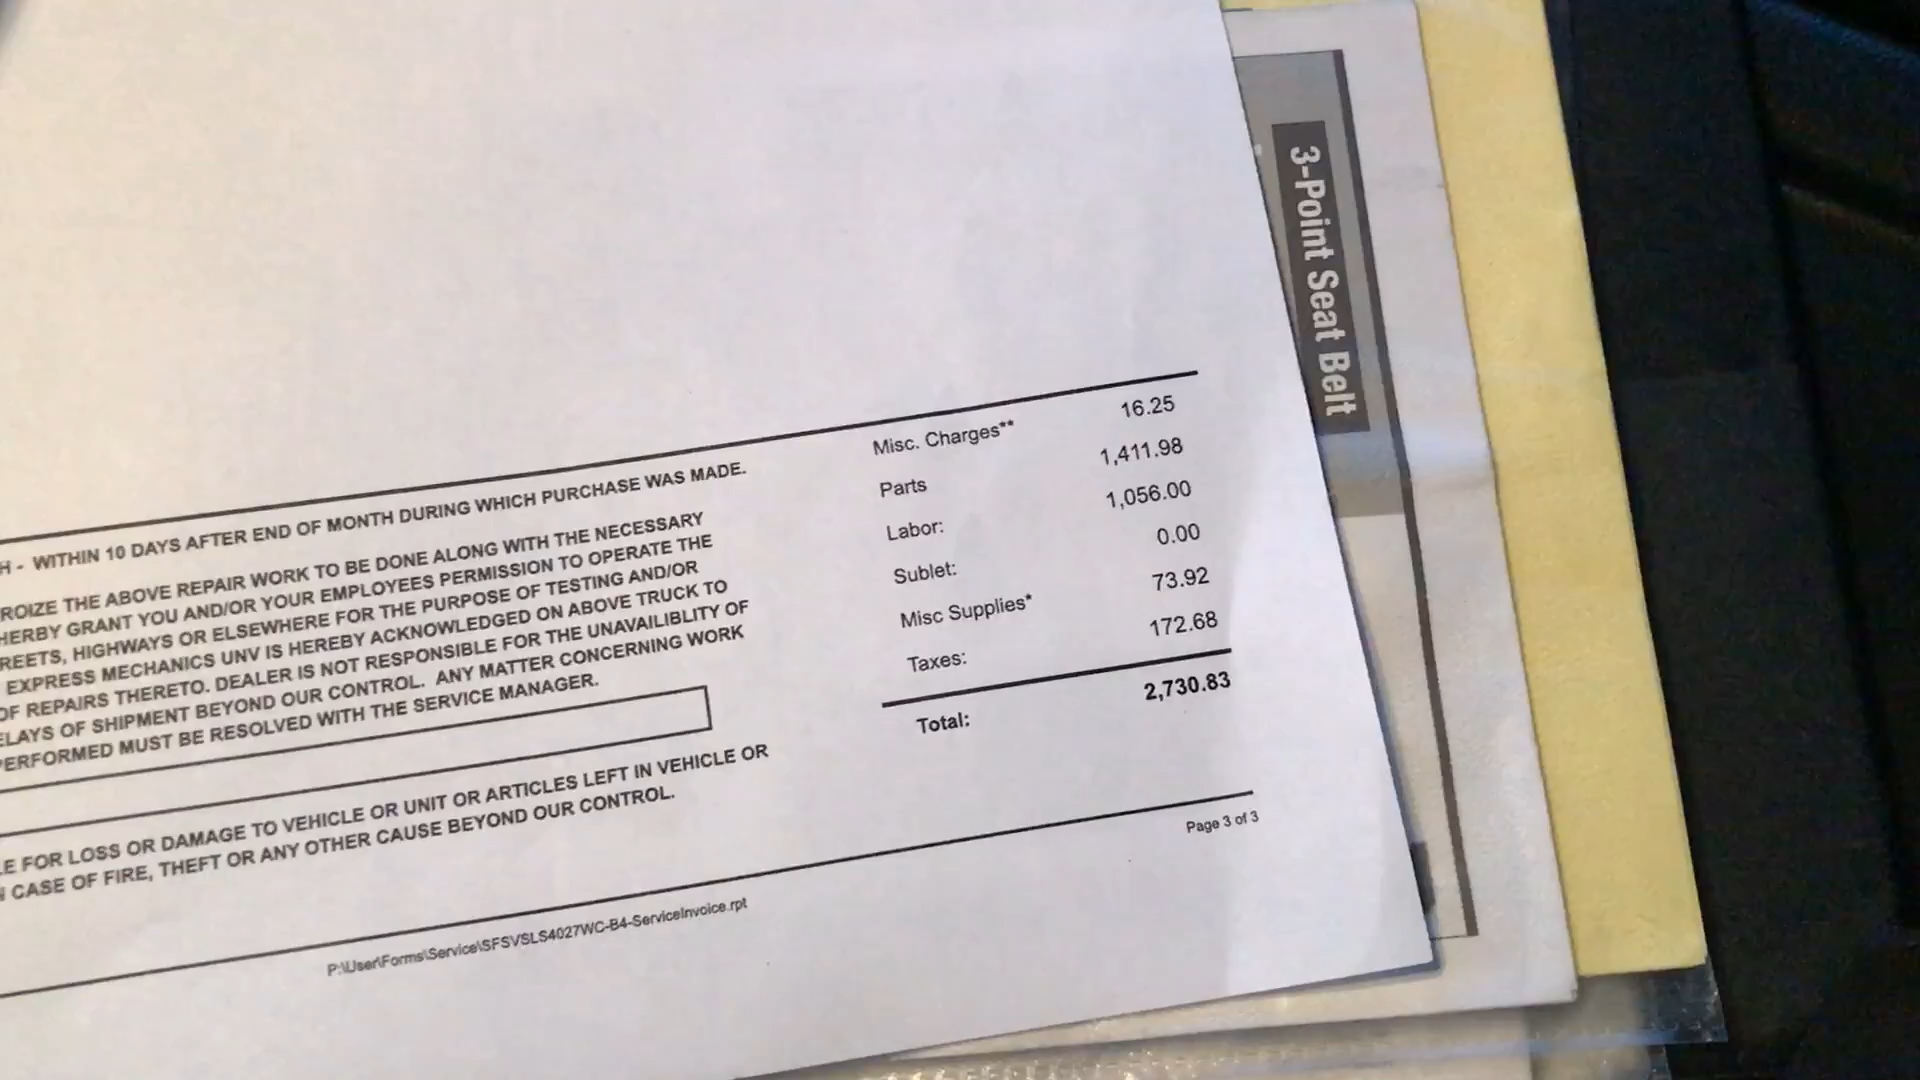 H - WITHIN 10 DAYS AFTER END OF MONTH DURING WHICH PURCHASE WAS MADE.
ROIZE THE ABOVE REPAIR WORK TO BE DONE ALONG WITH THE NECESSARY
HERBY GRANT YOU AND/OR YOUR EMPLOYEES PERMISSION TO OPERATE THE
REETS, HIGHWAYS OR ELSEWHERE FOR THE PURPOSE OF TESTING AND/OR
EXPRESS MECHANICS UNV IS HEREBY ACKNOWLEDGED ON ABOVE TRUCK TO
OF REPAIRS THERETO. DEALER IS NOT RESPONSIBLE FOR THE UNAVAILIBLITY OF
ELAYS OF SHIPMENT BEYOND OUR CONTROL. ANY MATTER CONCERNING WORK
PERFORMED MUST BE RESOLVED WITH THE SERVICE MANAGER.
LE FOR LOSS OR DAMAGE TO VEHICLE OR UNIT OR ARTICLES LEFT IN VEHICLE OR
N CASE OF FIRE, THEFT OR ANY OTHER CAUSE BEYOND OUR CONTROL.
Misc. Charges** 16.25
Parts 1,411.98
Labor: 1,056.00
Sublet: 0.00
Misc Supplies* 73.92
Taxes: 172.68
Total: 2,730.83
Page 3 of 3
P:\User\Forms\Service\SFSVSLS4027WC-B4-ServiceInvoice.rpt
3-Point Seat Belt